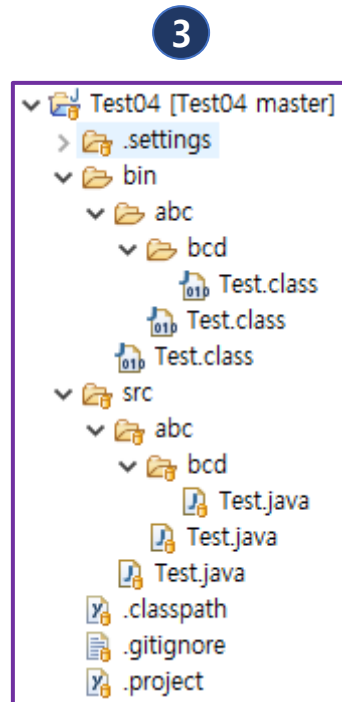 3
Test04 [Test04 master]
.settings
bin
abc
bcd
Test.class
Test.class
Test.class
src
abc
bcd
Test.java
Test.java
Test.java
.classpath
.gitignore
.project